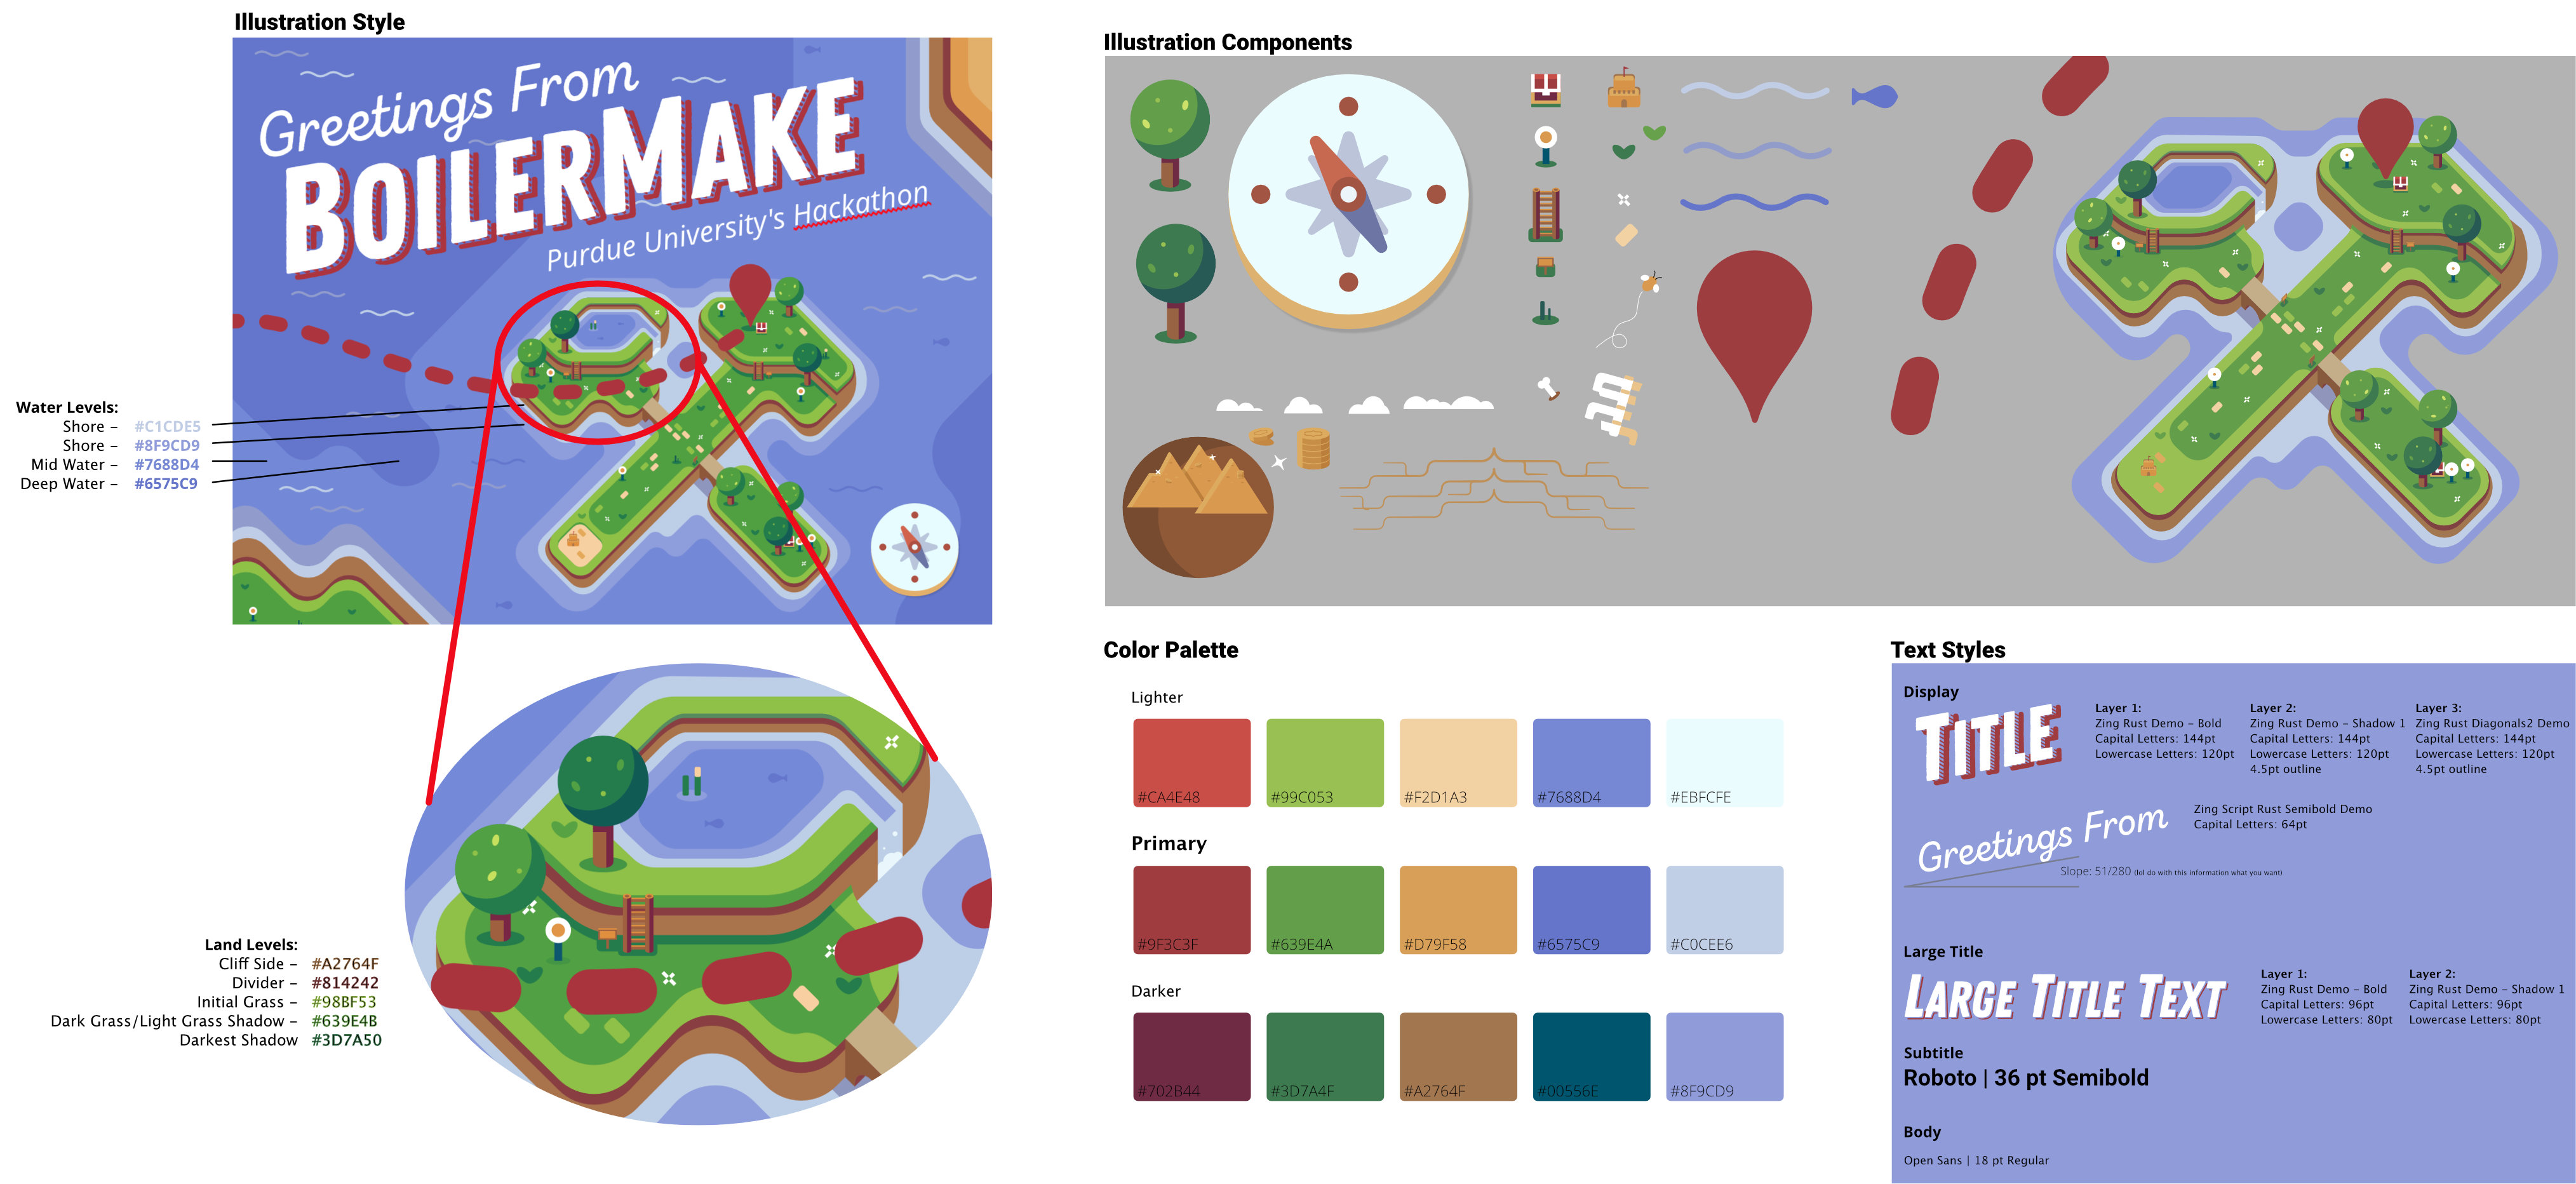 Illustration Style
Greetings From
BOILERMAKE
Purdue University's Hackathon
Water Levels:
Shore – #C1CDE5
Shore – #8F9CD9
Mid Water – #7688D4
Deep Water – #6575C9
Land Levels:
Cliff Side – #A2764F
Divider – #814242
Initial Grass – #98BF53
Dark Grass/Light Grass Shadow – #639E4B
Darkest Shadow #3D7A50
Illustration Components
Color Palette
Lighter
#CA4E48 #99C053 #F2D1A3 #7688D4 #EBFCFE
Primary
#9F3C3F #639E4A #D79F58 #6575C9 #C0CEE6
Darker
#702B44 #3D7A4F #A2764F #00556E #8F9CD9
Text Styles
Display
TITLE
Layer 1:
Zing Rust Demo – Bold
Capital Letters: 144pt
Lowercase Letters: 120pt
Layer 2:
Zing Rust Demo – Shadow 1
Capital Letters: 144pt
Lowercase Letters: 120pt
4.5pt outline
Layer 3:
Zing Rust Diagonals2 Demo
Capital Letters: 144pt
Lowercase Letters: 120pt
4.5pt outline
Greetings From
Zing Script Rust Semibold Demo
Capital Letters: 64pt
Slope: 51/280 (lol do with this information what you want)
Large Title
LARGE TITLE TEXT
Layer 1:
Zing Rust Demo – Bold
Capital Letters: 96pt
Lowercase Letters: 80pt
Layer 2:
Zing Rust Demo – Shadow 1
Capital Letters: 96pt
Lowercase Letters: 80pt
Subtitle
Roboto | 36 pt Semibold
Body
Open Sans | 18 pt Regular